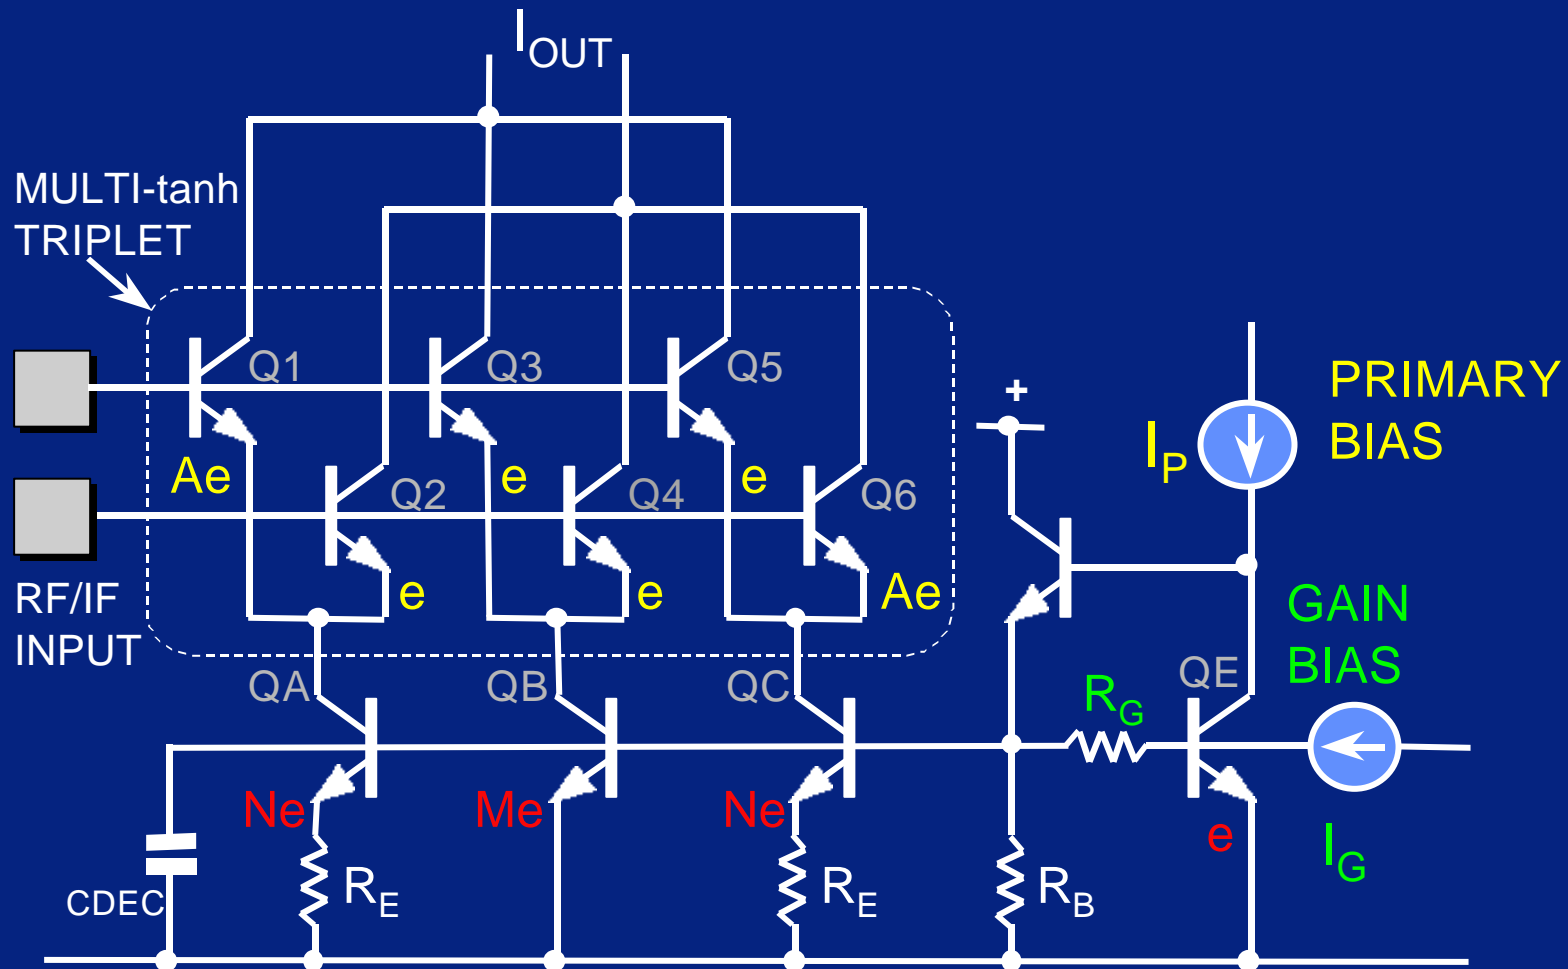 IOUT
MULTI-tanh
TRIPLET
Q1
Q3
Q5
Ae
e
e
Q2
Q4
Q6
e
e
Ae
RF/IF
INPUT
+
PRIMARY
BIAS
IP
GAIN
BIAS
QA
QB
QC
RG
QE
Ne
Me
Ne
e
IG
CDEC
RE
RE
RB